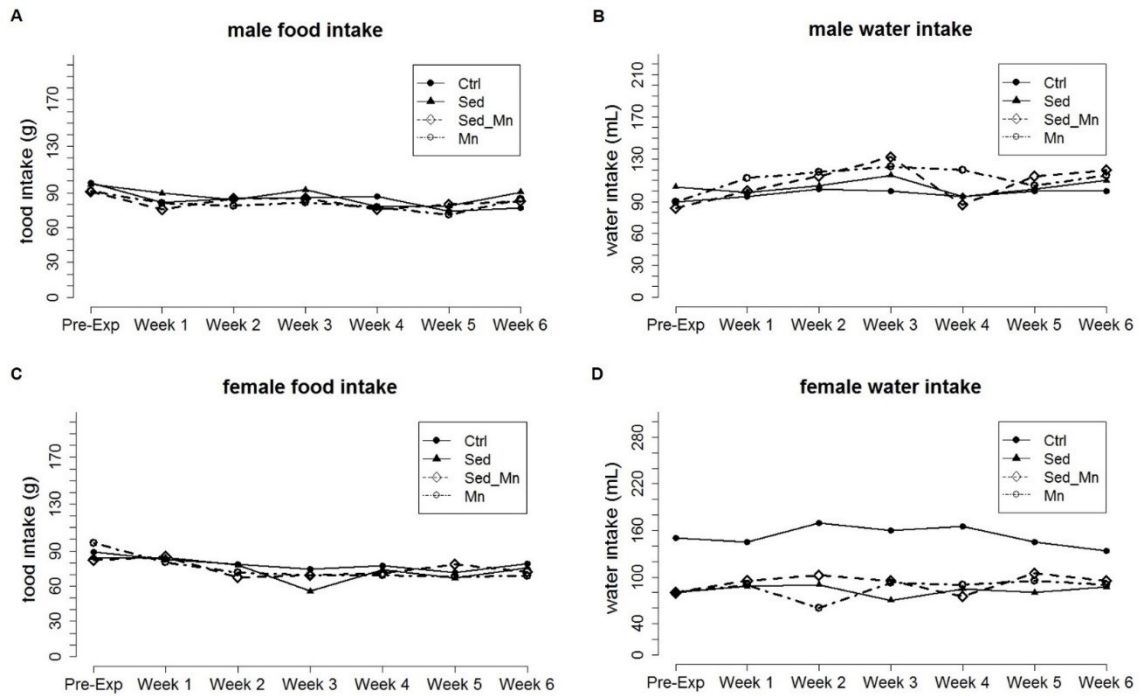 A
male food intake
food intake (g)
0 30 60 90 130 170
Ctrl
Sed
Sed_Mn
Mn
Pre-Exp Week 1 Week 2 Week 3 Week 4 Week 5 Week 6
B
male water intake
water intake (mL)
0 30 60 90 130 170 210
Ctrl
Sed
Sed_Mn
Mn
Pre-Exp Week 1 Week 2 Week 3 Week 4 Week 5 Week 6
C
female food intake
food intake (g)
0 30 60 90 130 170
Ctrl
Sed
Sed_Mn
Mn
Pre-Exp Week 1 Week 2 Week 3 Week 4 Week 5 Week 6
D
female water intake
water intake (mL)
0 40 100 160 220 280
Ctrl
Sed
Sed_Mn
Mn
Pre-Exp Week 1 Week 2 Week 3 Week 4 Week 5 Week 6